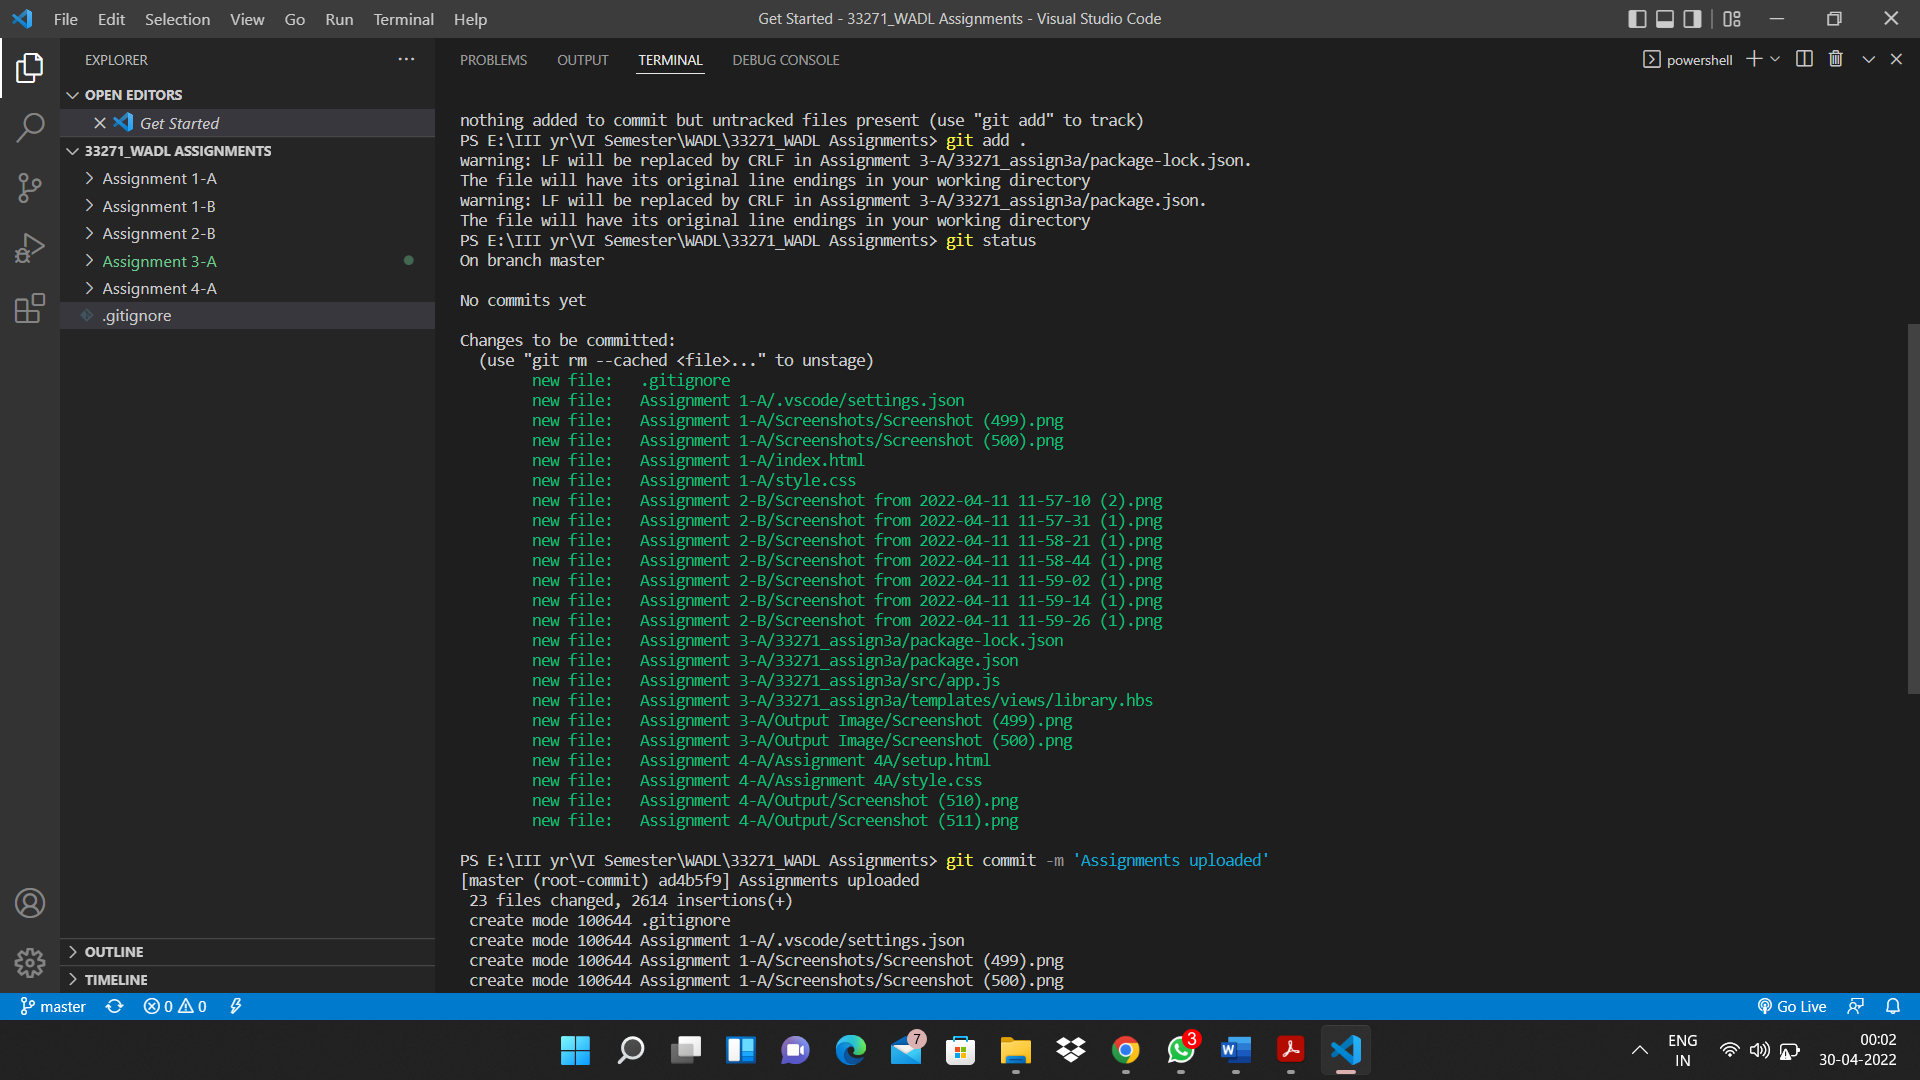 File Edit Selection View Go Run Terminal Help
Get Started - 33271_WADL Assignments - Visual Studio Code
EXPLORER
OPEN EDITORS
Get Started
33271_WADL ASSIGNMENTS
Assignment 1-A
Assignment 1-B
Assignment 2-B
Assignment 3-A
Assignment 4-A
.gitignore
OUTLINE
TIMELINE
PROBLEMS OUTPUT TERMINAL DEBUG CONSOLE
powershell
nothing added to commit but untracked files present (use "git add" to track)
PS E:\III yr\VI Semester\WADL\33271_WADL Assignments> git add .
warning: LF will be replaced by CRLF in Assignment 3-A/33271_assign3a/package-lock.json.
The file will have its original line endings in your working directory
warning: LF will be replaced by CRLF in Assignment 3-A/33271_assign3a/package.json.
The file will have its original line endings in your working directory
PS E:\III yr\VI Semester\WADL\33271_WADL Assignments> git status
On branch master
No commits yet
Changes to be committed:
(use "git rm --cached <file>..." to unstage)
new file: .gitignore
new file: Assignment 1-A/.vscode/settings.json
new file: Assignment 1-A/Screenshots/Screenshot (499).png
new file: Assignment 1-A/Screenshots/Screenshot (500).png
new file: Assignment 1-A/index.html
new file: Assignment 1-A/style.css
new file: Assignment 2-B/Screenshot from 2022-04-11 11-57-10 (2).png
new file: Assignment 2-B/Screenshot from 2022-04-11 11-57-31 (1).png
new file: Assignment 2-B/Screenshot from 2022-04-11 11-58-21 (1).png
new file: Assignment 2-B/Screenshot from 2022-04-11 11-58-44 (1).png
new file: Assignment 2-B/Screenshot from 2022-04-11 11-59-02 (1).png
new file: Assignment 2-B/Screenshot from 2022-04-11 11-59-14 (1).png
new file: Assignment 2-B/Screenshot from 2022-04-11 11-59-26 (1).png
new file: Assignment 3-A/33271_assign3a/package-lock.json
new file: Assignment 3-A/33271_assign3a/package.json
new file: Assignment 3-A/33271_assign3a/src/app.js
new file: Assignment 3-A/33271_assign3a/templates/views/library.hbs
new file: Assignment 3-A/Output Image/Screenshot (499).png
new file: Assignment 3-A/Output Image/Screenshot (500).png
new file: Assignment 4-A/Assignment 4A/setup.html
new file: Assignment 4-A/Assignment 4A/style.css
new file: Assignment 4-A/Output/Screenshot (510).png
new file: Assignment 4-A/Output/Screenshot (511).png
PS E:\III yr\VI Semester\WADL\33271_WADL Assignments> git commit -m 'Assignments uploaded'
[master (root-commit) ad4b5f9] Assignments uploaded
23 files changed, 2614 insertions(+)
create mode 100644 .gitignore
create mode 100644 Assignment 1-A/.vscode/settings.json
create mode 100644 Assignment 1-A/Screenshots/Screenshot (499).png
create mode 100644 Assignment 1-A/Screenshots/Screenshot (500).png
master 0 0 Go Live
7
3
W
ENG
IN
00:02
30-04-2022